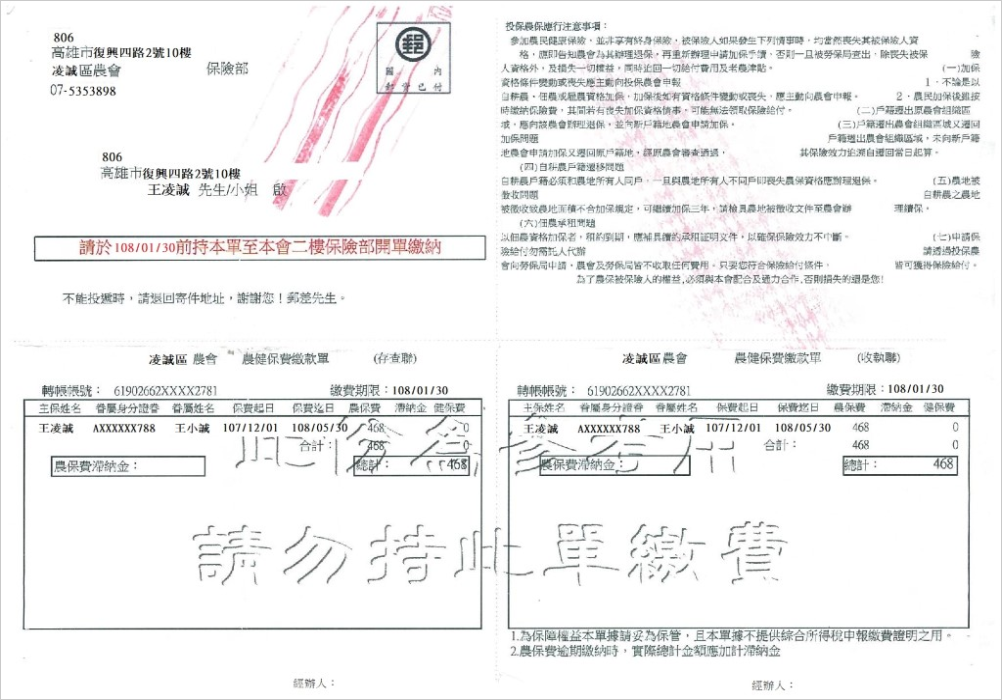 806
高雄市復興四路2號10樓
凌誠區農會 保險部
07-5353898
郵
國 內
郵 資 已 付
806
高雄市復興四路2號10樓
王凌誠 先生/小姐 啟
請於108/01/30前持本單至本會二樓保險部開單繳納
不能投遞時，請退回寄件地址，謝謝您！郵差先生。
投保農保應行注意事項：
參加農民健康保險，並非享有終身保險，被保險人如果發生下列情事時，均當然喪失其被保險人資
格，應即告知農會為其辦理退保，再重新辦理申請加保手續，否則一旦被勞保局查出，除喪失被保 險
人資格外，及損失一切權益，同時追回一切給付費用及老農津貼。 (一)加保
資格條件變動或喪失應主動向投保農會申報 1．不論是以
自耕農、佃農或雇農資格加保，加保後如有資格條件變動或喪失，應主動向農會申報。 2．農民加保後雖按
時繳納保險費，其間若有喪失加保資格情事，可能無法領取保險給付。 (二)戶籍遷出原農會組織區
域，應向該農會辦理退保，並向新戶籍地農會申請加保。 (三)戶籍遷出農會組織區域又遷回
加保問題 戶籍遷出農會組織區域，未向新戶籍
地農會申請加保又遷回原戶籍地，經原農會審查通過， 其保險效力追溯自遷回當日起算。
(四)自耕農戶籍遷移問題
自耕農戶籍必須和農地所有人同戶，一旦與農地所有人不同戶即喪失農保資格應辦理退保。 (五)農地被
徵收問題 自耕農之農地
被徵收致農地面積不合加保規定，可繼續加保三年，請檢具農地被徵收文件至農會辦 理續保。
(六)佃農承租問題
以佃農資格加保者，租約到期，應補具續約承租證明文件，以確保保險效力不中斷。 (七)申請保
險給付勿需託人代辦 請透過投保農
會向勞保局申請，農會及勞保局皆不收取任何費用。只要您符合保險給付條件， 皆可獲得保險給付。
為了農保被保險人的權益,必須與本會配合及通力合作,否則損失的還是您!
凌誠區 農會 農健保費繳款單 (存查聯)
轉帳帳號： 61902662XXXX2781 繳費期限：108/01/30
主保姓名 眷屬身分證眷 眷屬姓名 保費起日 保費迄日 農保費 滯納金 健保費
王凌誠 AXXXXXX788 王小誠 107/12/01 108/05/30 468 0
合計： 468 0
農保費滯納金： 總計： 468
經辦人：
凌誠區農會 農健保費繳款單 (收執聯)
轉帳帳號： 61902662XXXX2781 繳費期限：108/01/30
主保姓名 眷屬身分證眷 眷屬姓名 保費起日 保費迄日 農保費 滯納金 健保費
王凌誠 AXXXXXX788 王小誠 107/12/01 108/05/30 468 0
合計： 468 0
農保費滯納金： 總計： 468
1.為保障權益本單據請妥為保管，且本單據不提供綜合所得稅申報繳費證明之用。
2.農保費逾期繳納時，實際總計金額應加計滯納金
經辦人：
請勿持此單繳費